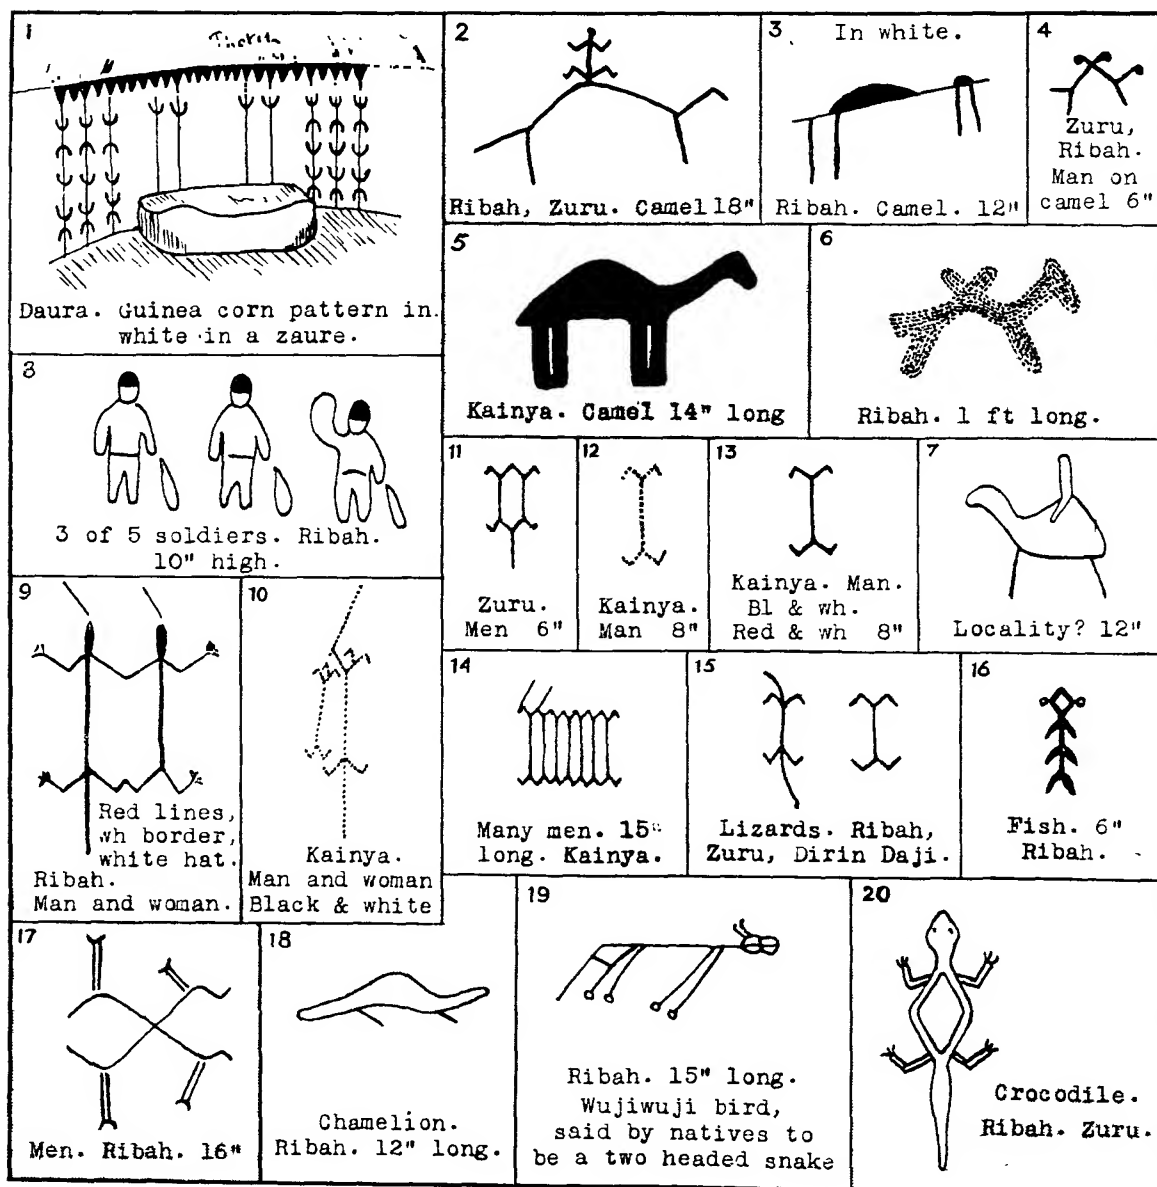 1
Daura. Guinea corn pattern in
white in a zaure.
2
Ribah, Zuru. Camel 18"
3
In white.
Ribah. Camel. 12"
4
Zuru,
Ribah.
Man on
camel 6"
5
Kainya. Camel 14" long
6
Ribah. 1 ft long.
8
3 of 5 soldiers. Ribah.
10" high.
11
Zuru.
Men 6"
12
Kainya.
Man 8"
13
Kainya. Man.
Bl & wh.
Red & wh 8"
7
Locality? 12"
9
Red lines,
wh border,
white hat.
Ribah.
Man and woman.
10
Kainya.
Man and woman
Black & white
14
Many men. 15"
long. Kainya.
15
Lizards. Ribah,
Zuru, Dirin Daji.
16
Fish. 6"
Ribah.
17
Men. Ribah. 16"
18
Chamelion.
Ribah. 12" long.
19
Ribah. 15" long.
Wujiwuji bird,
said by natives to
be a two headed snake
20
Crocodile.
Ribah. Zuru.